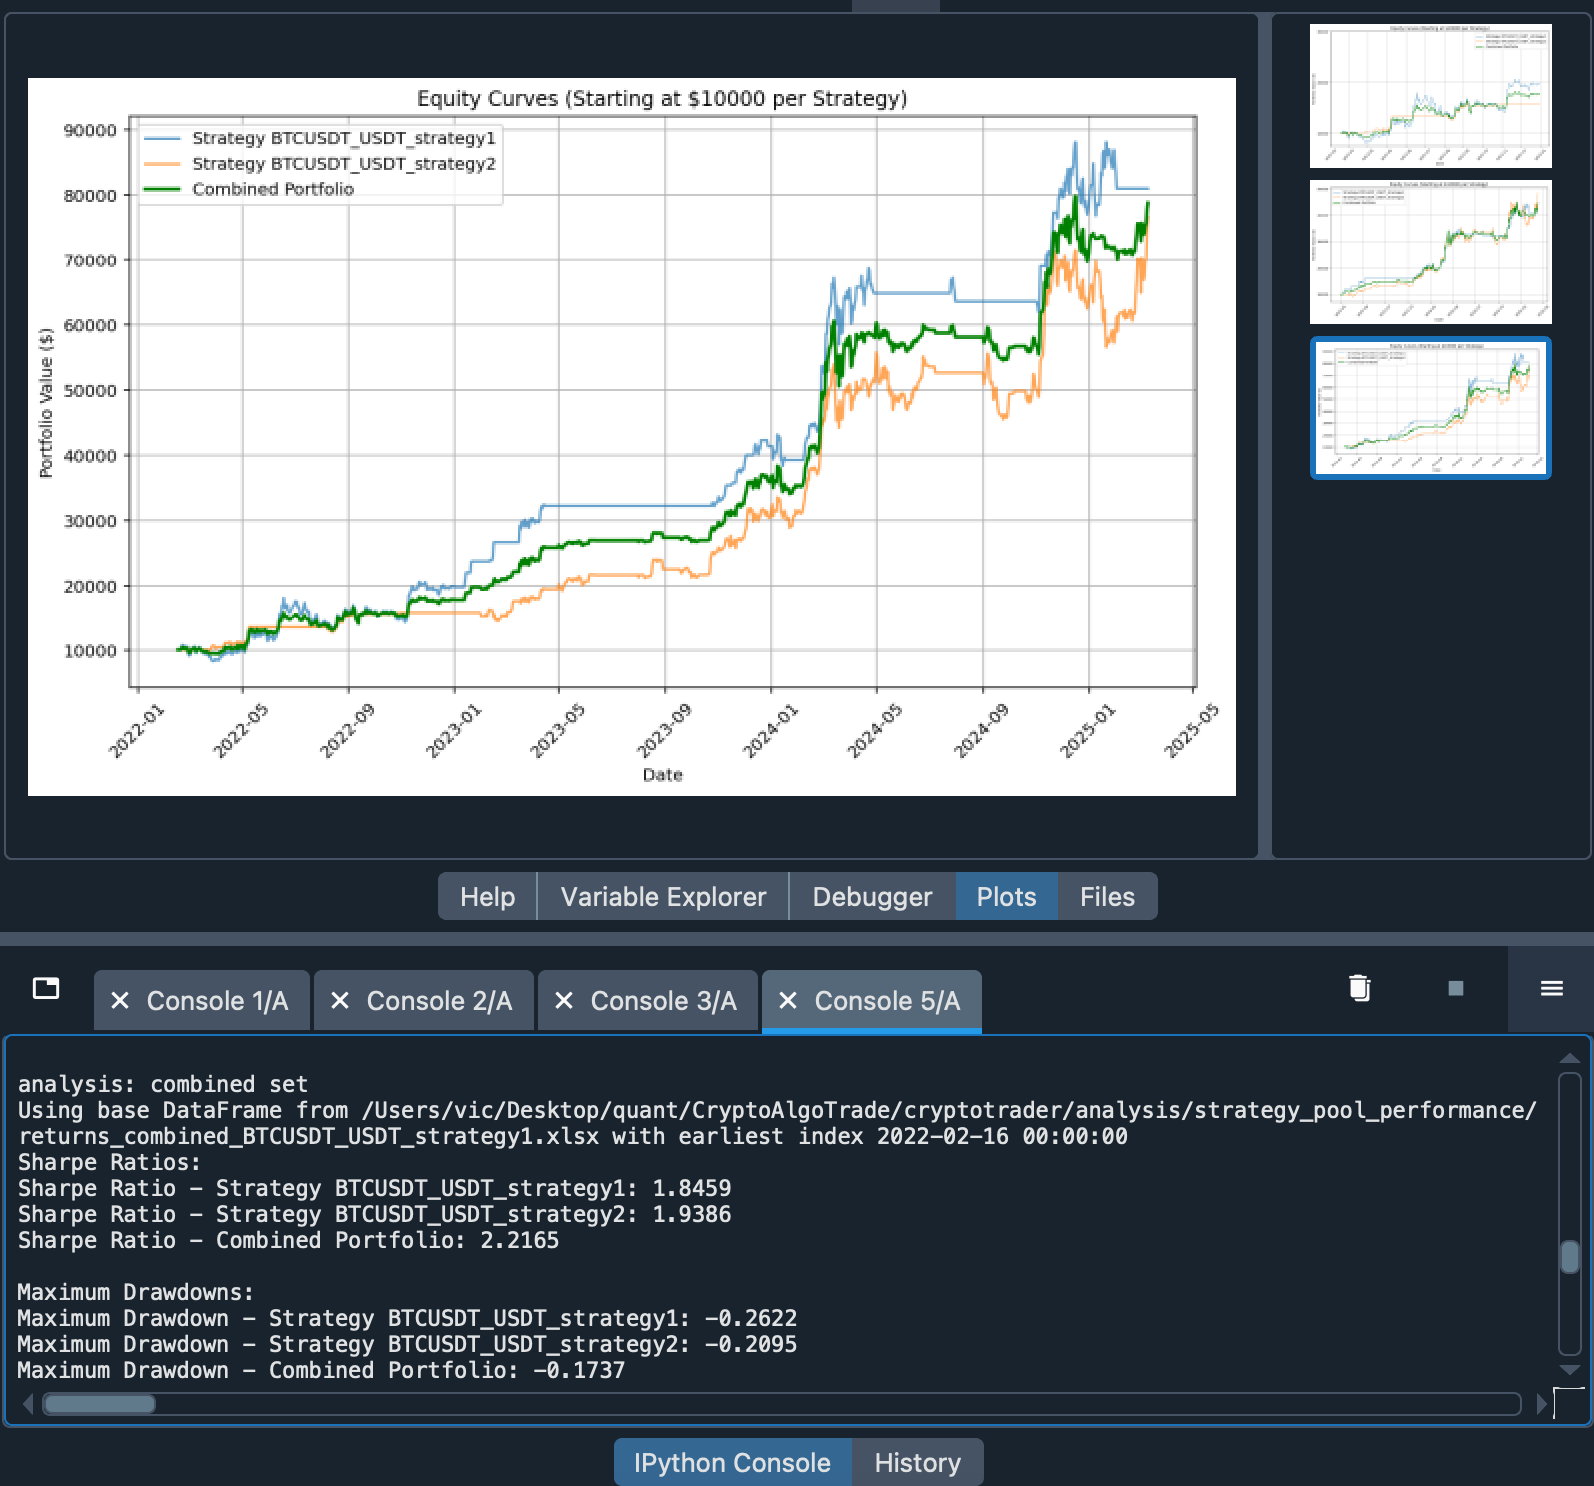 Equity Curves (Starting at $10000 per Strategy)
Strategy BTCUSDT_USDT_strategy1
Strategy BTCUSDT_USDT_strategy2
Combined Portfolio
90000
80000
70000
60000
50000
40000
30000
20000
10000
Portfolio Value ($)
2022-01
2022-05
2022-09
2023-01
2023-05
2023-09
2024-01
2024-05
2024-09
2025-01
2025-05
Date
Help
Variable Explorer
Debugger
Plots
Files
Console 1/A
Console 2/A
Console 3/A
Console 5/A
analysis: combined set
Using base DataFrame from /Users/vic/Desktop/quant/CryptoAlgoTrade/cryptotrader/analysis/strategy_pool_performance/
returns_combined_BTCUSDT_USDT_strategy1.xlsx with earliest index 2022-02-16 00:00:00
Sharpe Ratios:
Sharpe Ratio - Strategy BTCUSDT_USDT_strategy1: 1.8459
Sharpe Ratio - Strategy BTCUSDT_USDT_strategy2: 1.9386
Sharpe Ratio - Combined Portfolio: 2.2165
Maximum Drawdowns:
Maximum Drawdown - Strategy BTCUSDT_USDT_strategy1: -0.2622
Maximum Drawdown - Strategy BTCUSDT_USDT_strategy2: -0.2095
Maximum Drawdown - Combined Portfolio: -0.1737
IPython Console
History